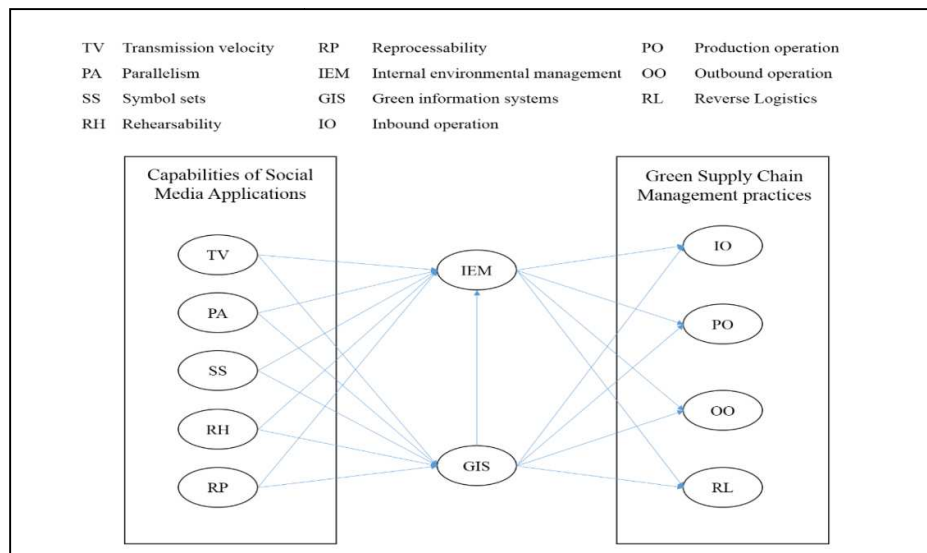 TV Transmission velocity RP Reprocessability PO Production operation
PA Parallelism IEM Internal environmental management OO Outbound operation
SS Symbol sets GIS Green information systems RL Reverse Logistics
RH Rehearsability IO Inbound operation
Capabilities of Social
Media Applications
Green Supply Chain
Management practices
TV
PA
SS
RH
RP
IEM
GIS
IO
PO
OO
RL